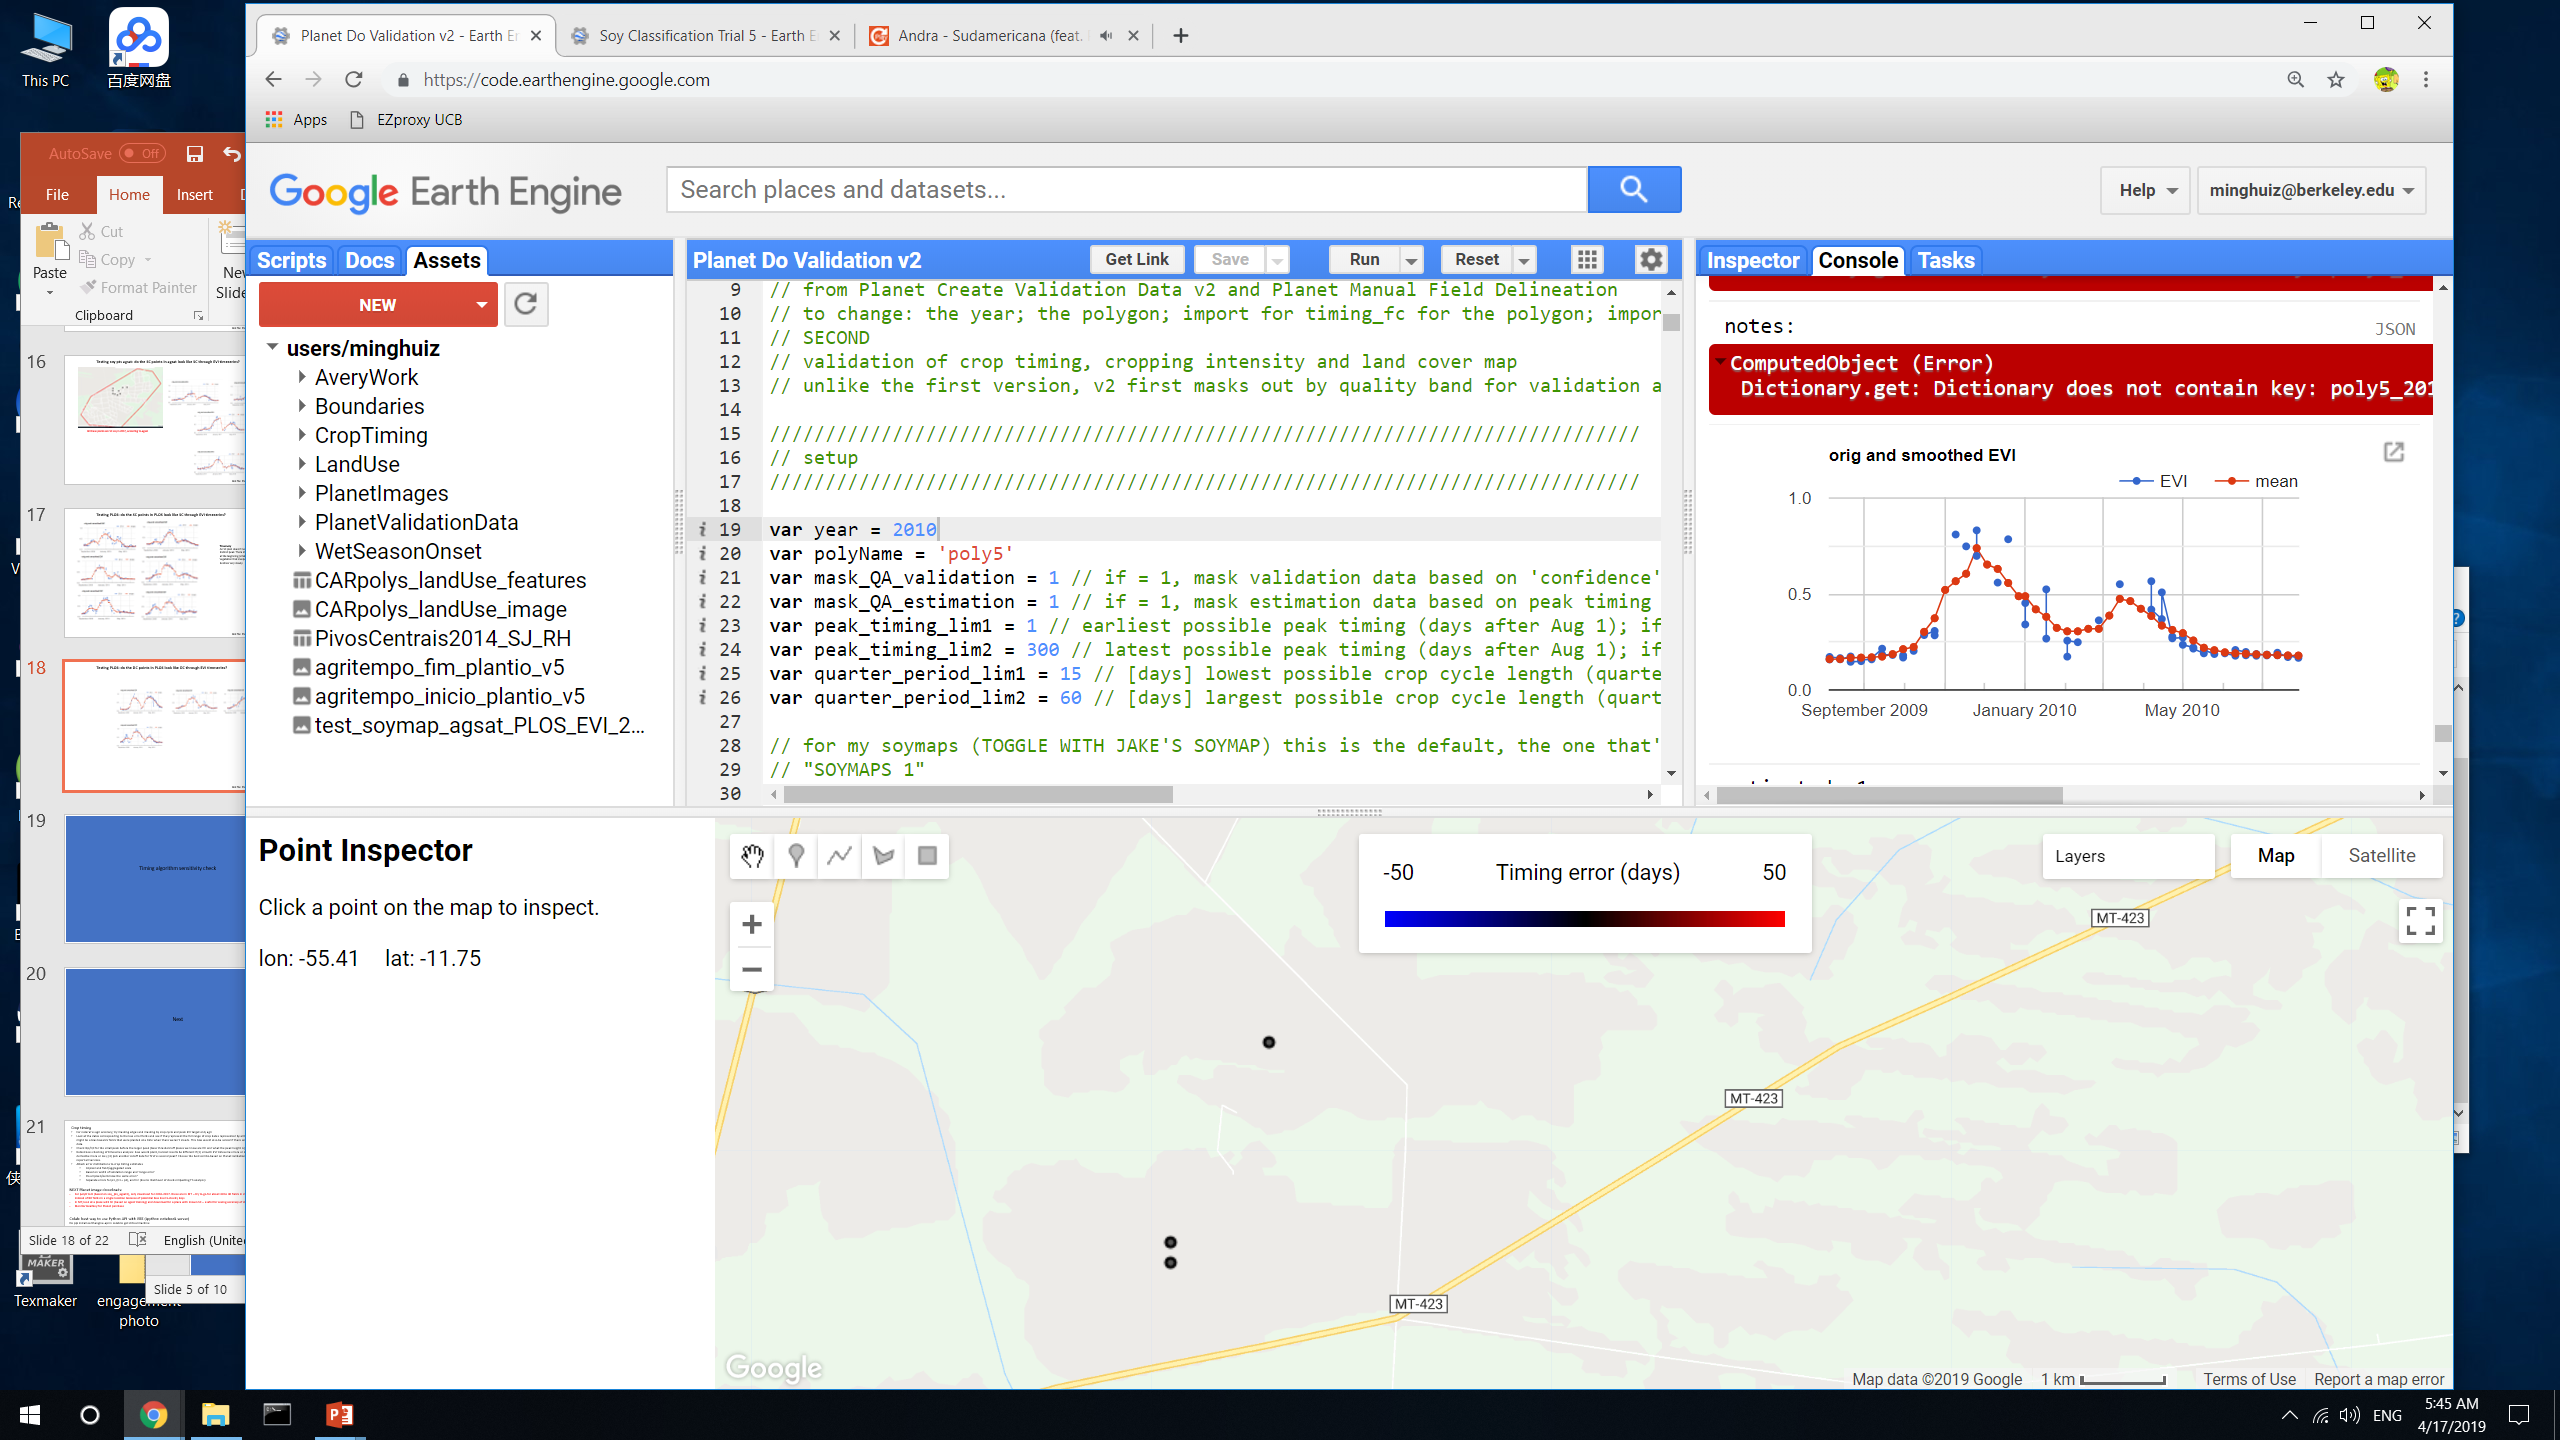 This PC
百度网盘
Planet Do Validation v2 - Earth En
Soy Classification Trial 5 - Earth E
Andra - Sudamericana (feat.
https://code.earthengine.google.com
Apps
EZproxy UCB
AutoSave
Off
File
Home
Insert
Paste
Cut
Copy
Format Painter
New
Slide
Clipboard
16
17
18
19
Timing algorithm sensitivity check
20
Next
21
Slide 18 of 22
English (Unite
Slide 5 of 10
MAKER
Texmaker
engagement
photo
Google Earth Engine
Search places and datasets...
Help
minghuiz@berkeley.edu
Scripts
Docs
Assets
NEW
users/minghuiz
AveryWork
Boundaries
CropTiming
LandUse
PlanetImages
PlanetValidationData
WetSeasonOnset
CARpolys_landUse_features
CARpolys_landUse_image
PivosCentrais2014_SJ_RH
agritempo_fim_plantio_v5
agritempo_inicio_plantio_v5
test_soymap_agsat_PLOS_EVI_2...
Planet Do Validation v2
Get Link
Save
Run
Reset
9 // from Planet Create Validation Data v2 and Planet Manual Field Delineation
10 // to change: the year; the polygon; import for timing_fc for the polygon; impor
11 // SECOND
12 // validation of crop timing, cropping intensity and land cover map
13 // unlike the first version, v2 first masks out by quality band for validation a
14
15 ///////////////////////////////////////////////////////////////////////////////
16 // setup
17 ///////////////////////////////////////////////////////////////////////////////
18
i 19 var year = 2010
i 20 var polyName = 'poly5'
i 21 var mask_QA_validation = 1 // if = 1, mask validation data based on 'confidence'
i 22 var mask_QA_estimation = 1 // if = 1, mask estimation data based on peak timing
i 23 var peak_timing_lim1 = 1 // earliest possible peak timing (days after Aug 1); if
i 24 var peak_timing_lim2 = 300 // latest possible peak timing (days after Aug 1); if
i 25 var quarter_period_lim1 = 15 // [days] lowest possible crop cycle length (quarte
i 26 var quarter_period_lim2 = 60 // [days] largest possible crop cycle length (quart
27
28 // for my soymaps (TOGGLE WITH JAKE'S SOYMAP) this is the default, the one that'
29 // "SOYMAPS 1"
30
Inspector
Console
Tasks
notes:
JSON
ComputedObject (Error)
Dictionary.get: Dictionary does not contain key: poly5_201
orig and smoothed EVI
EVI
mean
1.0
0.5
0.0
September 2009
January 2010
May 2010
Point Inspector
Click a point on the map to inspect.
lon: -55.41 lat: -11.75
-50
Timing error (days)
50
Layers
Map
Satellite
MT-423
MT-423
MT-423
Google
Map data ©2019 Google
1 km
Terms of Use
Report a map error
ENG
5:45 AM
4/17/2019